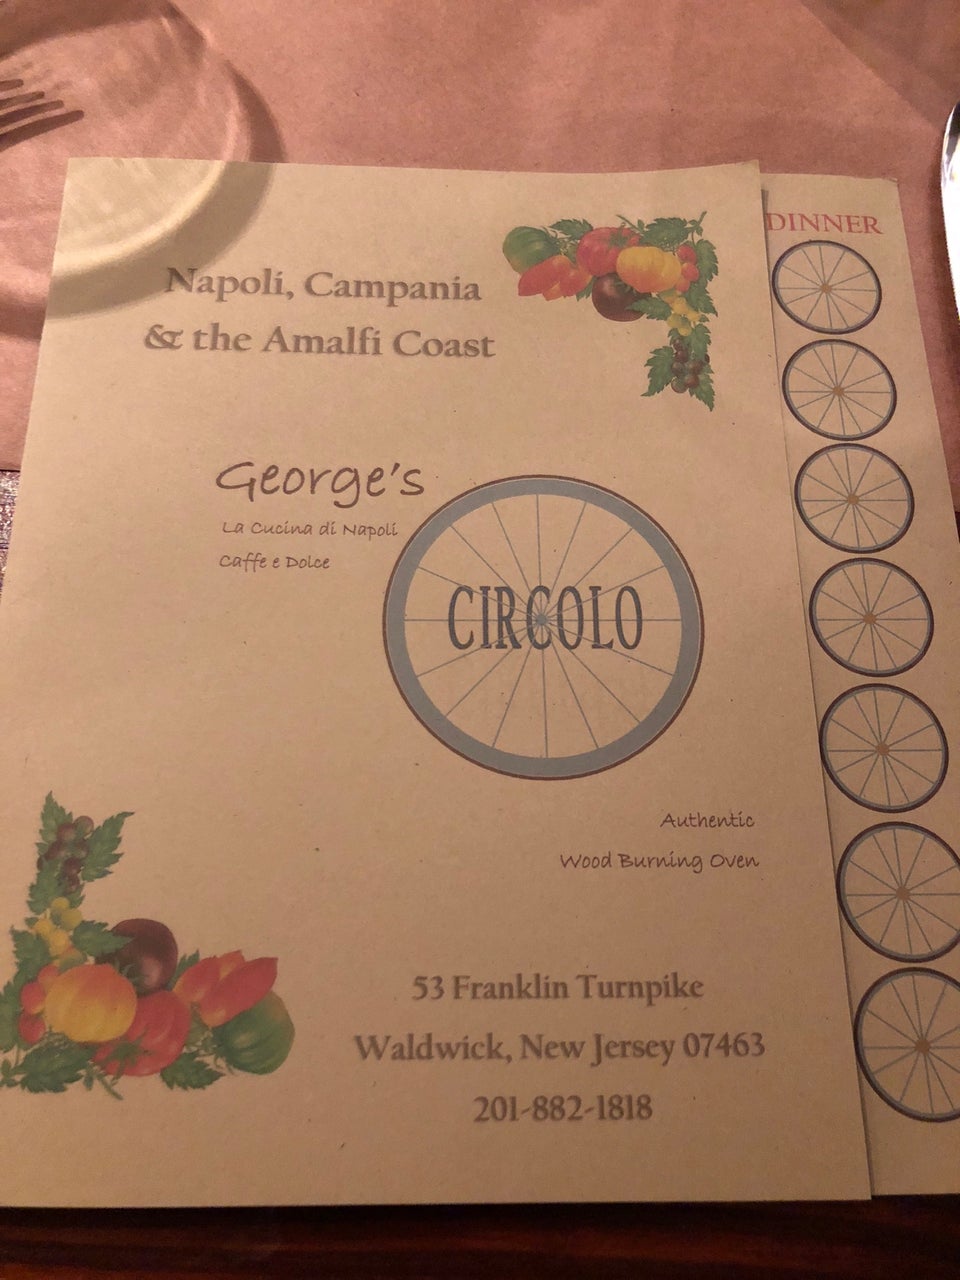 DINNER
Napoli, Campania
& the Amalfi Coast
George's
La Cucina di Napoli
Caffe e Dolce
CIRCOLO
Authentic
Wood Burning Oven
53 Franklin Turnpike
Waldwick, New Jersey 07463
201-882-1818